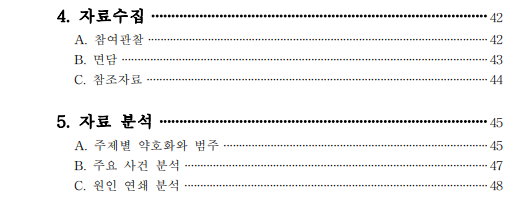 4. 자료수집 ···································· 42
A. 참여관찰 ···································· 42
B. 면담 ···································· 43
C. 참조자료 ···································· 44
5. 자료 분석 ···································· 45
A. 주제별 약호화와 범주 ···································· 45
B. 주요 사건 분석 ···································· 47
C. 원인 연쇄 분석 ···································· 48